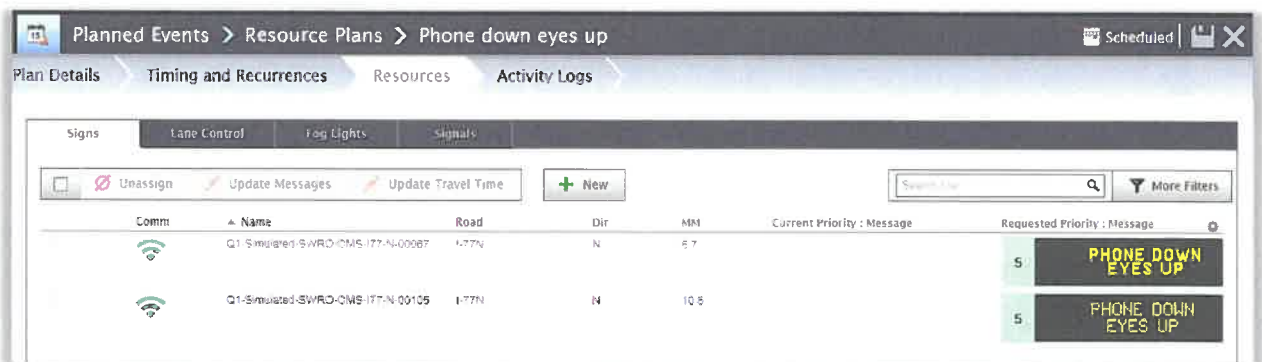 Planned Events > Resource Plans > Phone down eyes up Scheduled
Plan Details Timing and Recurrences Resources Activity Logs
Signs Lane Control Fog Lights Signals
Unassign Update Messages Update Travel Time New More Filters
Comm Name Road Dir MM Current Priority : Message Requested Priority : Message
Q1-Simulated-SWRO-CMS-I77-N-00067 I-77N N 6.7 5 PHONE DOWN
EYES UP
Q1-Simulated-SWRO-CMS-I77-N-00105 I-77N N 10.5 5 PHONE DOWN
EYES UP